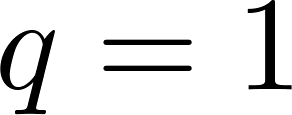 q = 1